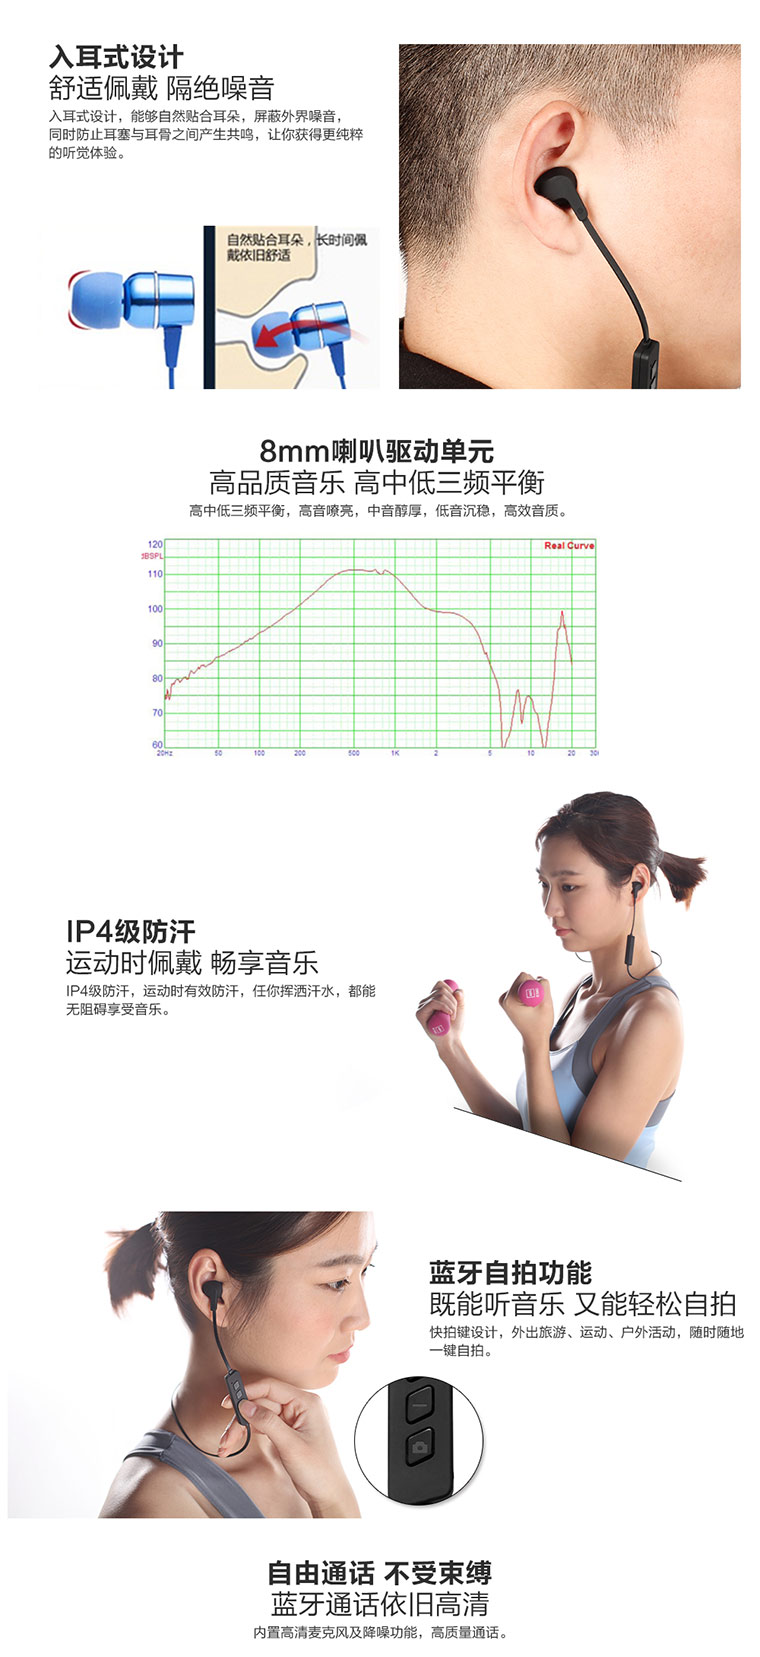 入耳式设计
舒适佩戴 隔绝噪音
入耳式设计，能够自然贴合耳朵，屏蔽外界噪音，
同时防止耳塞与耳骨之间产生共鸣，让你获得更纯粹
的听觉体验。
自然贴合耳朵，长时间佩
戴依旧舒适
8mm喇叭驱动单元
高品质音乐 高中低三频平衡
高中低三频平衡，高音嘹亮，中音醇厚，低音沉稳，高效音质。
Real Curve
120
dBSPL
110
100
90
80
70
60
20Hz 50 100 200 500 1K 2 5 10 20
IP4级防汗
运动时佩戴 畅享音乐
IP4级防汗，运动时有效防汗，任你挥洒汗水，都能
无阻碍享受音乐。
蓝牙自拍功能
既能听音乐 又能轻松自拍
快拍键设计，外出旅游、运动、户外活动，随时随地
一键自拍。
自由通话 不受束缚
蓝牙通话依旧高清
内置高清麦克风及降噪功能，高质量通话。